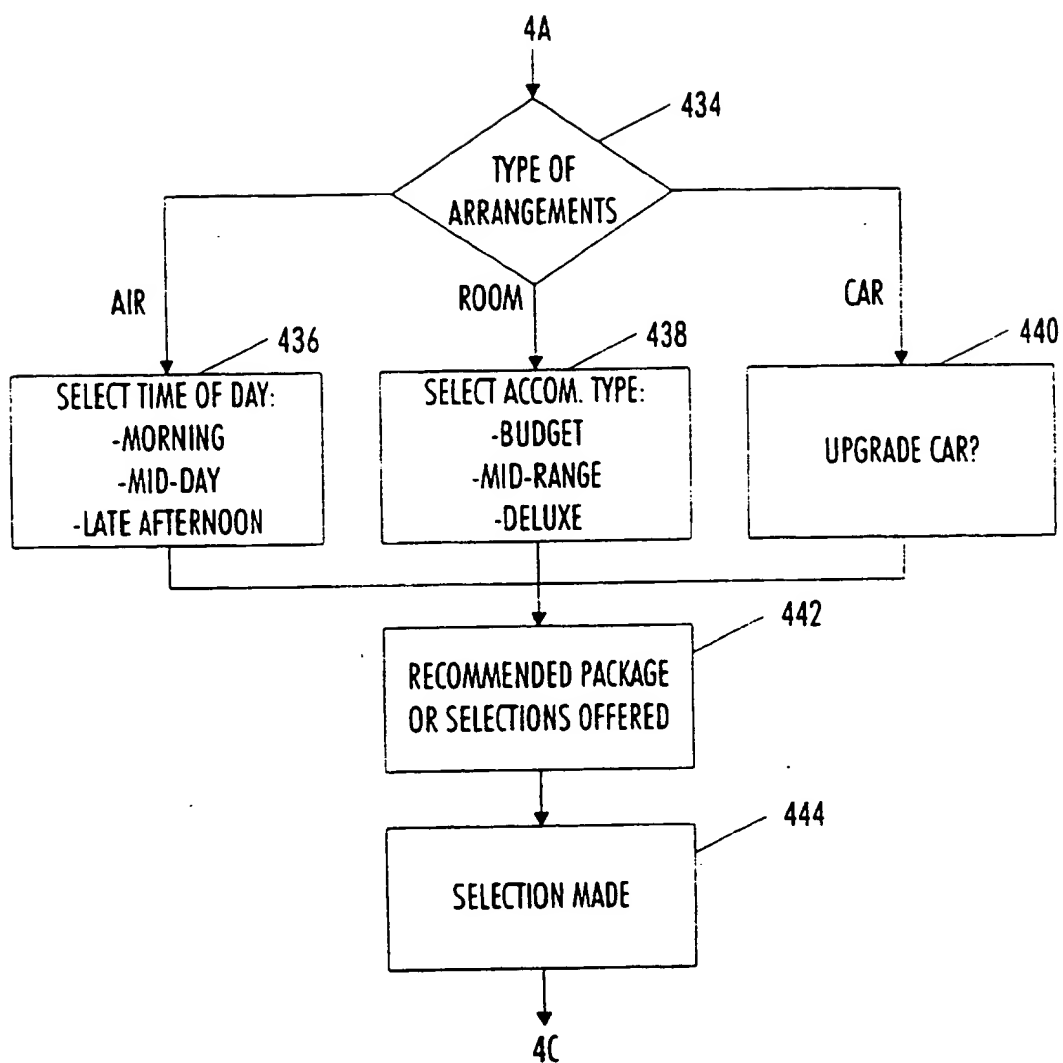 4A
434
TYPE OF
ARRANGEMENTS
AIR
ROOM
CAR
436
SELECT TIME OF DAY:
-MORNING
-MID-DAY
-LATE AFTERNOON
438
SELECT ACCOM. TYPE:
-BUDGET
-MID-RANGE
-DELUXE
440
UPGRADE CAR?
442
RECOMMENDED PACKAGE
OR SELECTIONS OFFERED
444
SELECTION MADE
4C